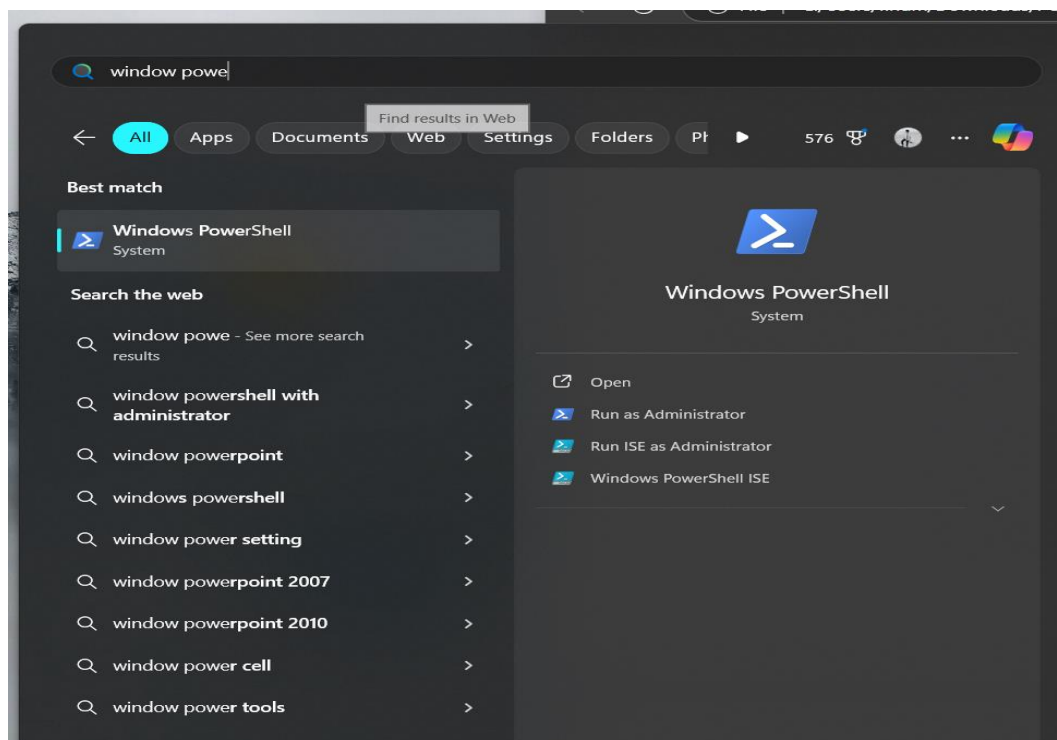 window powe
Find results in Web
All Apps Documents Web Settings Folders 576
Best match
Windows PowerShell
System
Search the web
window powe - See more search
results
window powershell with
administrator
window powerpoint
windows powershell
window power setting
window powerpoint 2007
window powerpoint 2010
window power cell
window power tools
Windows PowerShell
System
Open
Run as Administrator
Run ISE as Administrator
Windows PowerShell ISE